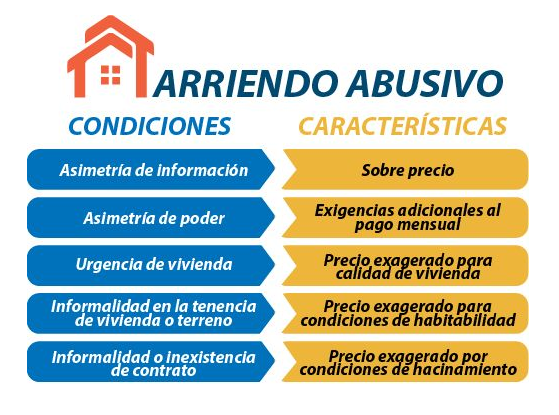 ARRIENDO ABUSIVO
CONDICIONES
CARACTERÍSTICAS
Asimetría de información
Sobre precio
Asimetría de poder
Exigencias adicionales al
pago mensual
Urgencia de vivienda
Precio exagerado para
calidad de vivienda
Informalidad en la tenencia
de vivienda o terreno
Precio exagerado para
condiciones de habitabilidad
Informalidad o inexistencia
de contrato
Precio exagerado por
condiciones de hacinamiento